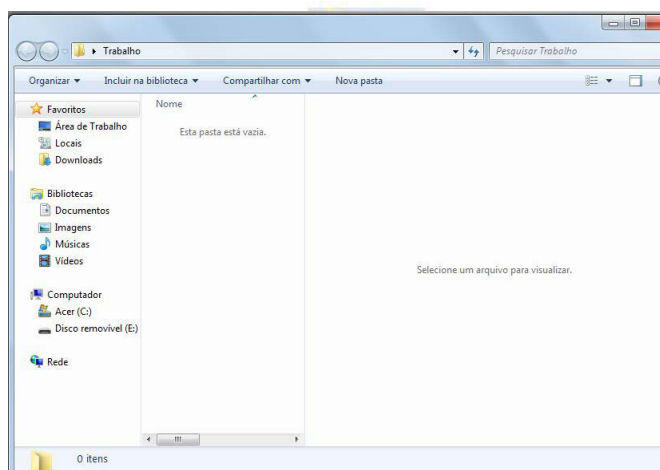 Trabalho
Pesquisar Trabalho
Organizar Incluir na biblioteca Compartilhar com Nova pasta
Favoritos
Área de Trabalho
Locais
Downloads
Bibliotecas
Documentos
Imagens
Músicas
Vídeos
Computador
Acer (C:)
Disco removível (E:)
Rede
Nome
Esta pasta está vazia.
Selecione um arquivo para visualizar.
0 itens